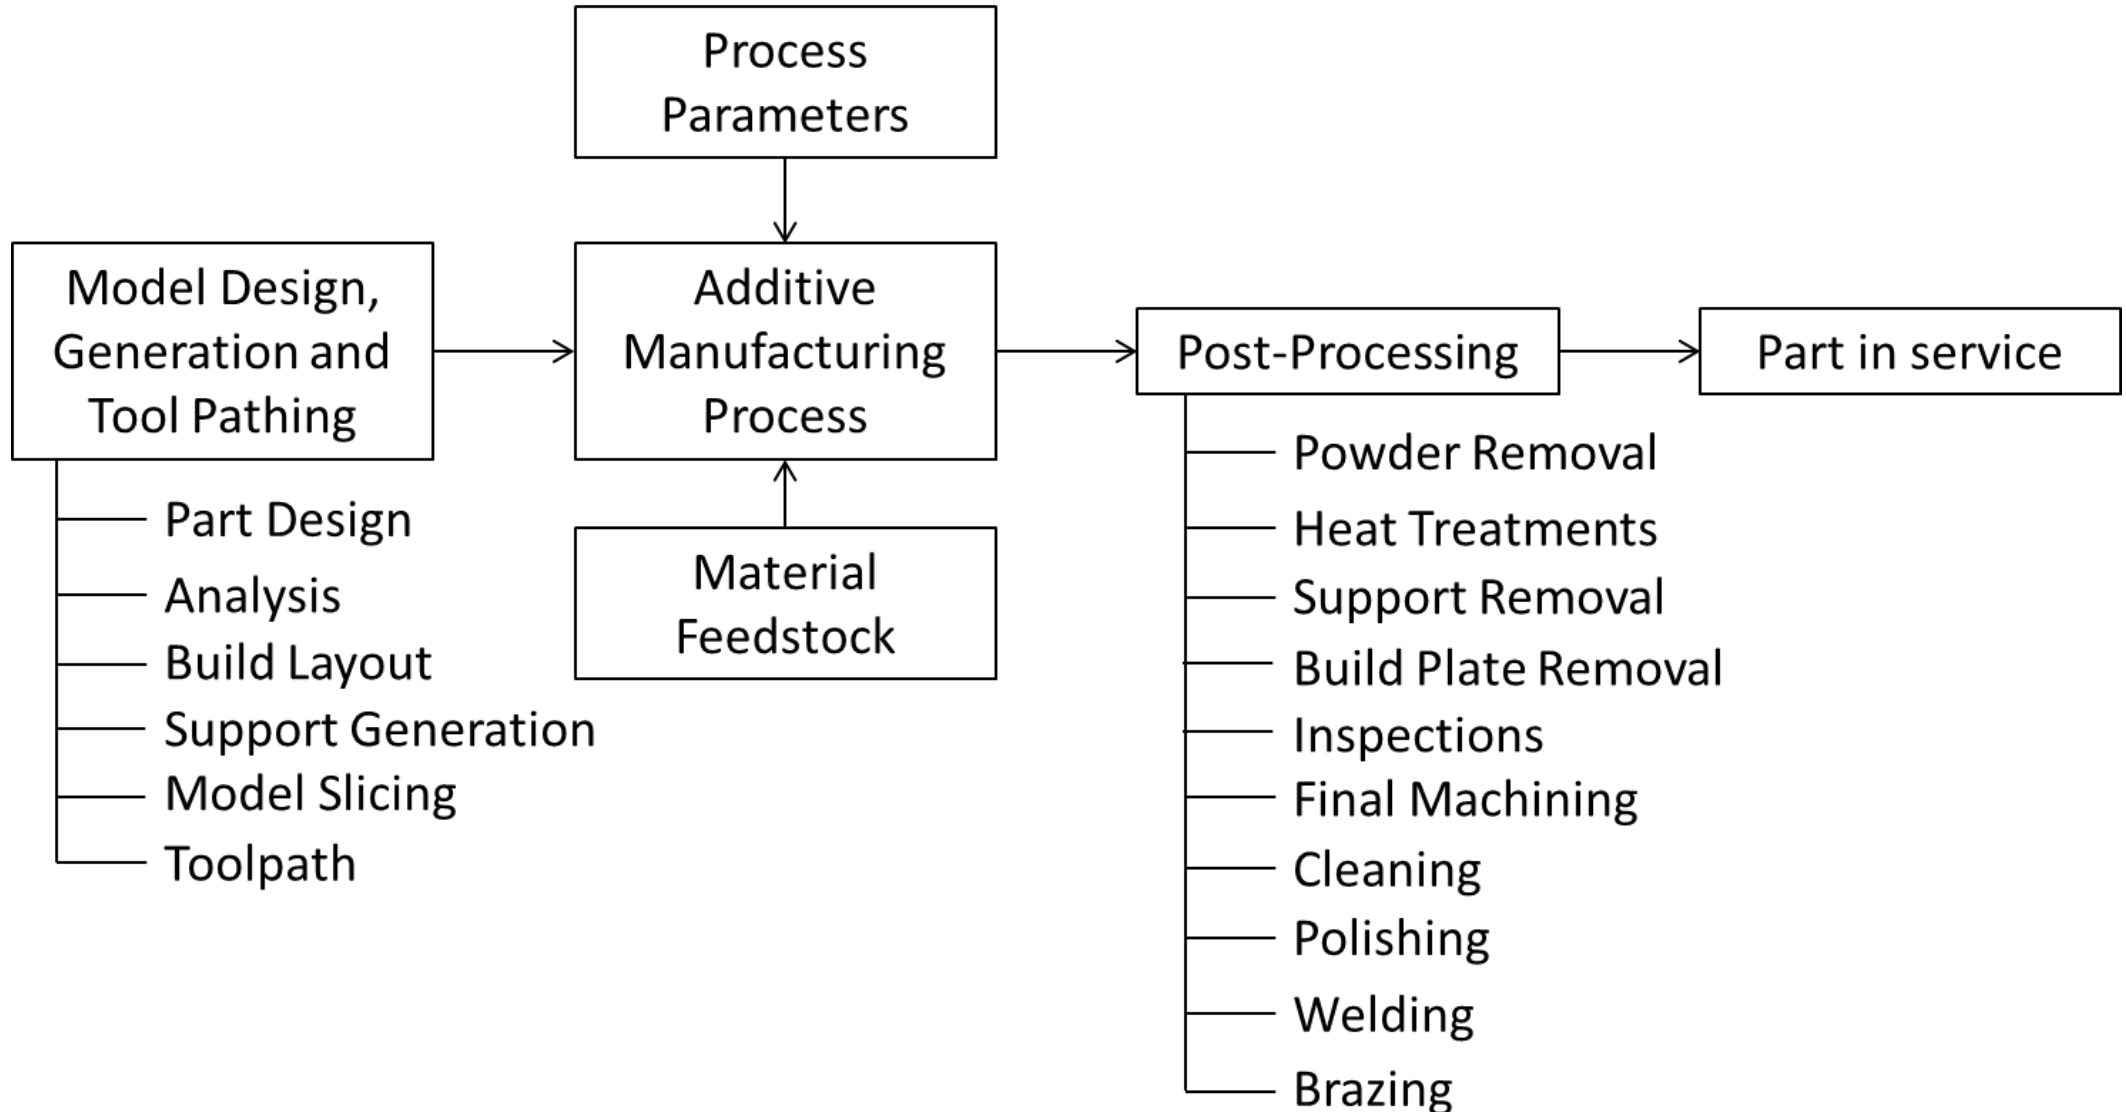 Process
Parameters
Model Design,
Generation and
Tool Pathing
Additive
Manufacturing
Process
Post-Processing
Part in service
Part Design
Analysis
Build Layout
Support Generation
Model Slicing
Toolpath
Material
Feedstock
Powder Removal
Heat Treatments
Support Removal
Build Plate Removal
Inspections
Final Machining
Cleaning
Polishing
Welding
Brazing